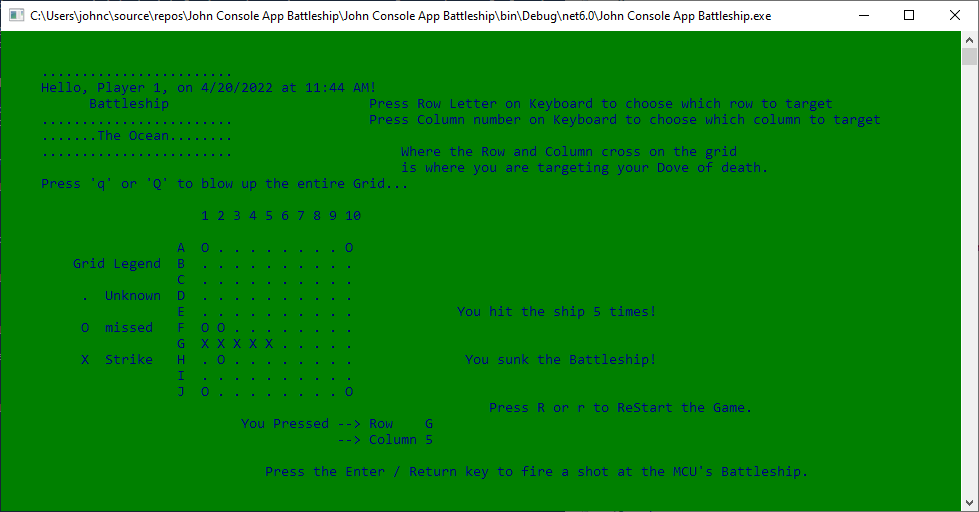 C:\Users\johnc\source\repos\John Console App Battleship\John Console App Battleship\bin\Debug\net6.0\John Console App Battleship.exe
........................
Hello, Player 1, on 4/20/2022 at 11:44 AM!
Battleship Press Row Letter on Keyboard to choose which row to target
........................ Press Column number on Keyboard to choose which column to target
.......The Ocean........
........................ Where the Row and Column cross on the grid
is where you are targeting your Dove of death.
Press 'q' or 'Q' to blow up the entire Grid...
1 2 3 4 5 6 7 8 9 10
A O . . . . . . . . O
Grid Legend B . . . . . . . . . .
C . . . . . . . . . .
. Unknown D . . . . . . . . . .
E . . . . . . . . . . You hit the ship 5 times!
O missed F O O . . . . . . . .
G X X X X X . . . . .
X Strike H . O . . . . . . . . You sunk the Battleship!
I . . . . . . . . . .
J O . . . . . . . . O
Press R or r to ReStart the Game.
You Pressed --> Row G
--> Column 5
Press the Enter / Return key to fire a shot at the MCU's Battleship.